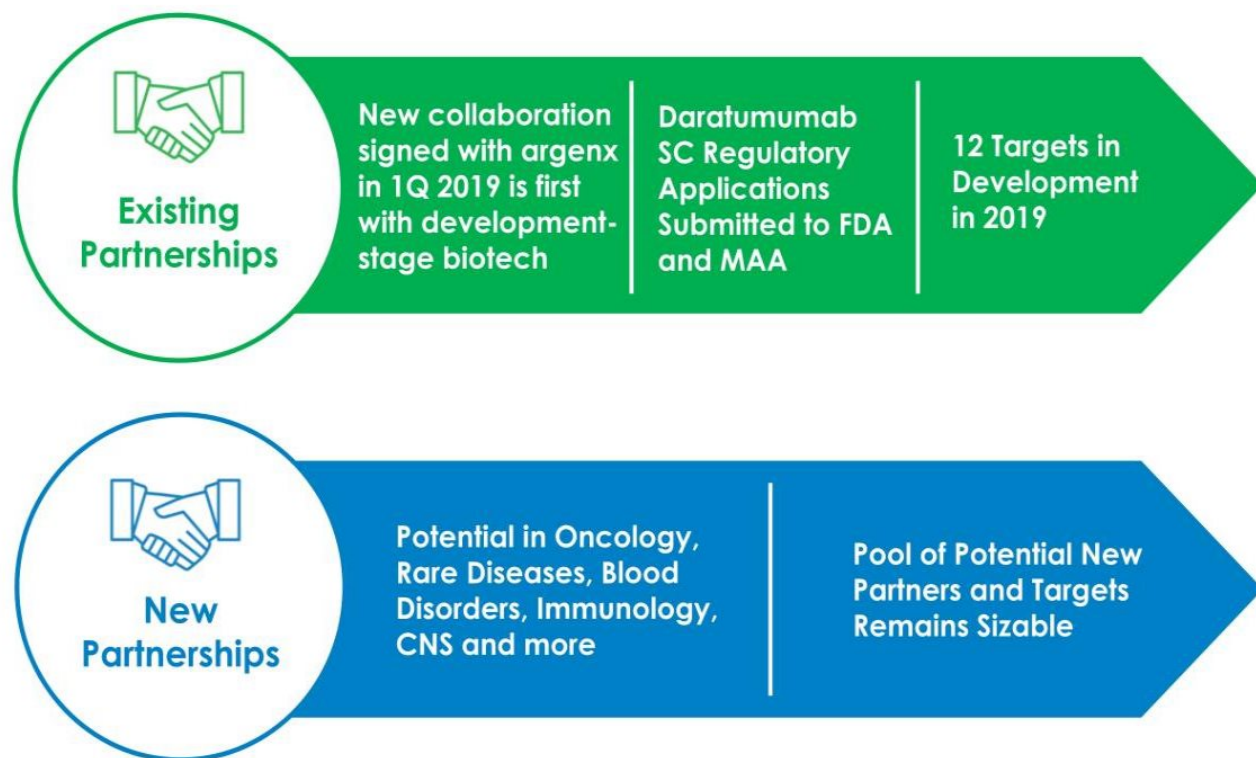 Existing
Partnerships
New collaboration
signed with argenx
in 1Q 2019 is first
with development-
stage biotech
Daratumumab
SC Regulatory
Applications
Submitted to FDA
and MAA
12 Targets in
Development
in 2019
New
Partnerships
Potential in Oncology,
Rare Diseases, Blood
Disorders, Immunology,
CNS and more
Pool of Potential New
Partners and Targets
Remains Sizable